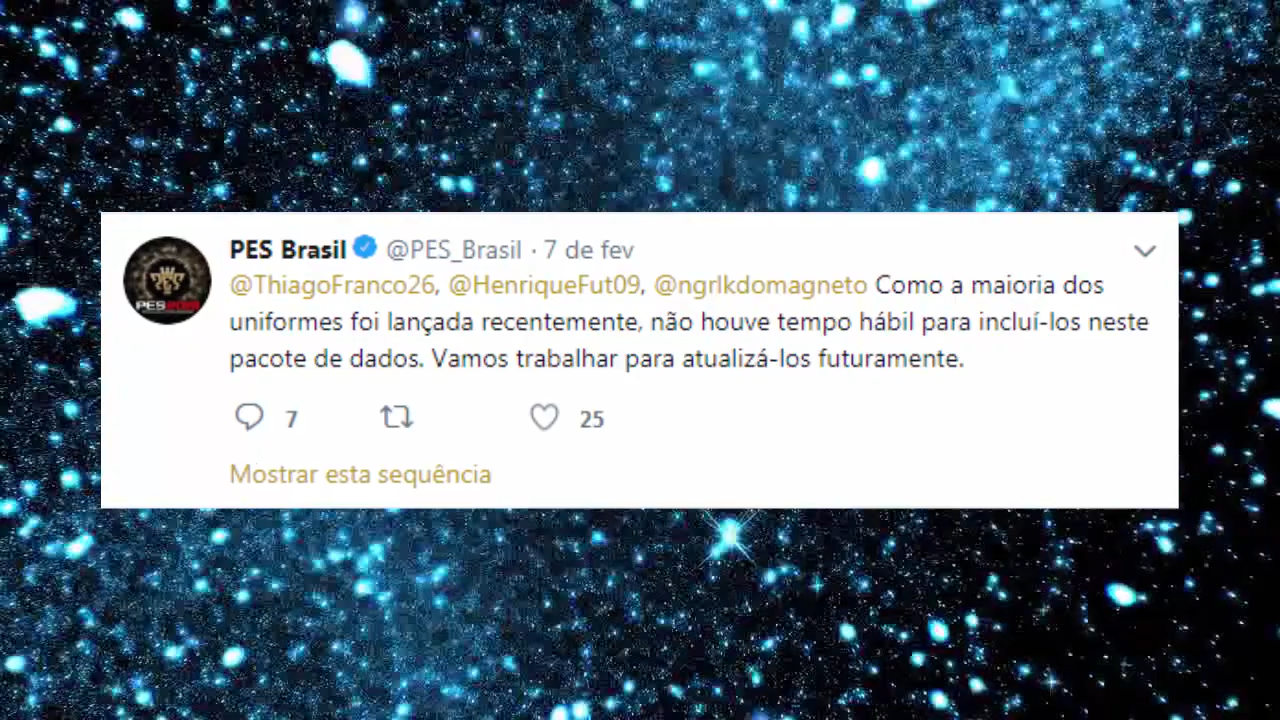 PES Brasil @PES_Brasil · 7 de fev
@ThiagoFranco26, @HenriqueFut09, @ngrlkdomagneto Como a maioria dos
uniformes foi lançada recentemente, não houve tempo hábil para incluí-los neste
pacote de dados. Vamos trabalhar para atualizá-los futuramente.
7 25
Mostrar esta sequência
PES2019